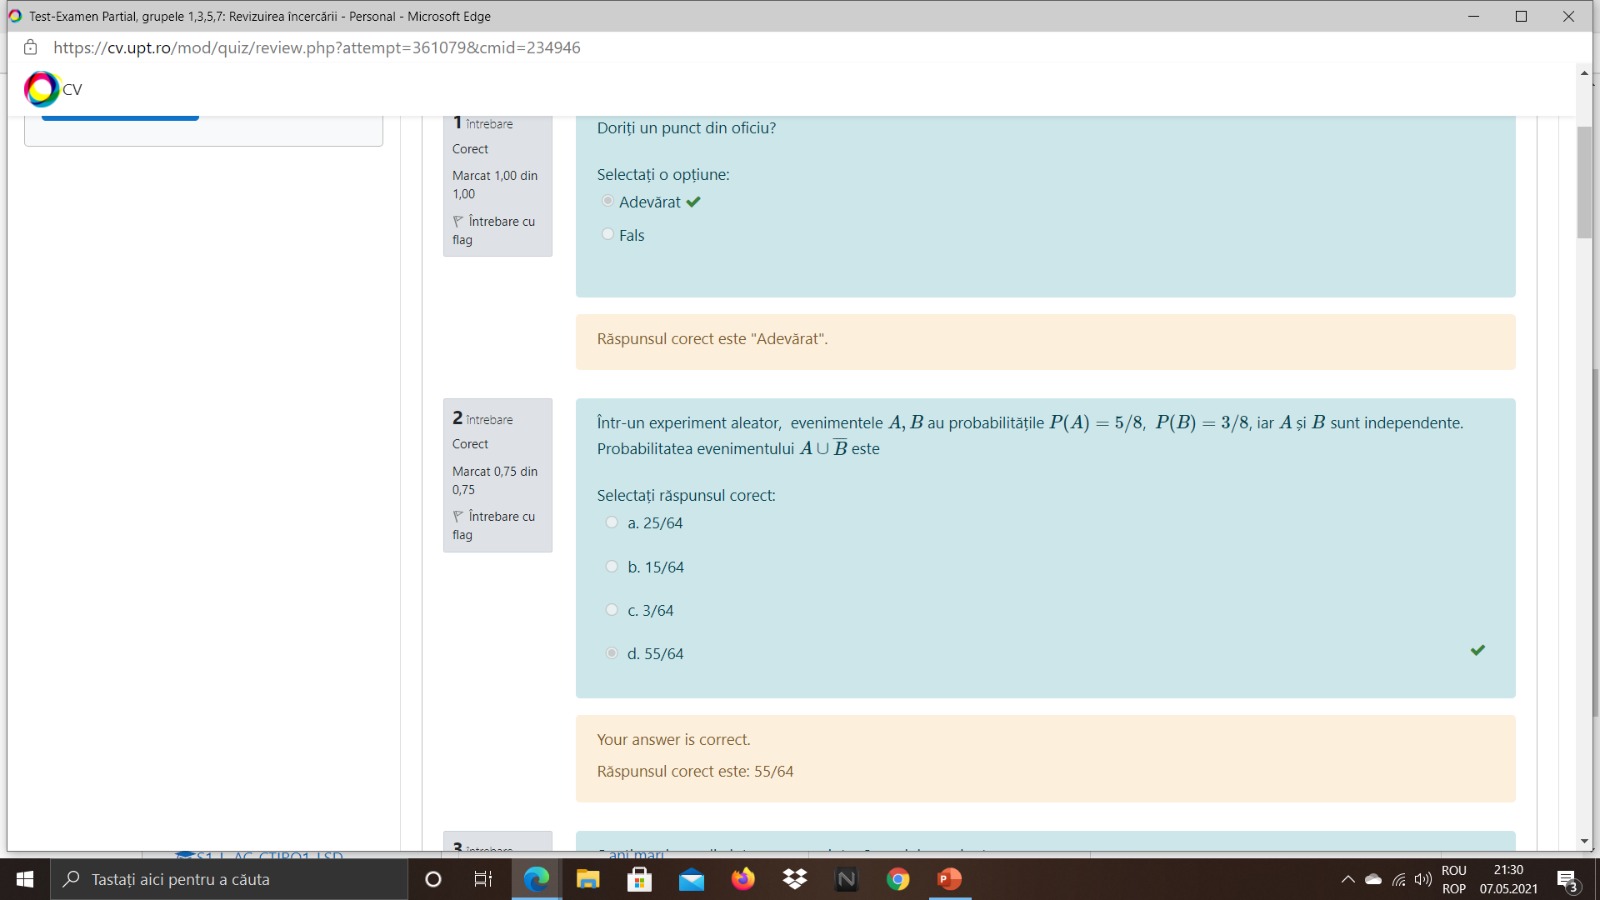 Test-Examen Partial, grupele 1,3,5,7: Revizuirea încercării - Personal - Microsoft Edge
https://cv.upt.ro/mod/quiz/review.php?attempt=361079&cmid=234946
CV
1 întrebare
Corect
Marcat 1,00 din
1,00
Întrebare cu
flag
Doriți un punct din oficiu?
Selectați o opțiune:
Adevărat
Fals
Răspunsul corect este "Adevărat".
2 întrebare
Corect
Marcat 0,75 din
0,75
Întrebare cu
flag
Într-un experiment aleator, evenimentele A, B au probabilitățile P(A) = 5/8, P(B) = 3/8, iar A și B sunt independente.
Probabilitatea evenimentului A ∪ B̅ este
Selectați răspunsul corect:
a. 25/64
b. 15/64
c. 3/64
d. 55/64
Your answer is correct.
Răspunsul corect este: 55/64
3 întrebare
Tastați aici pentru a căuta
ROU
ROP
21:30
07.05.2021
3